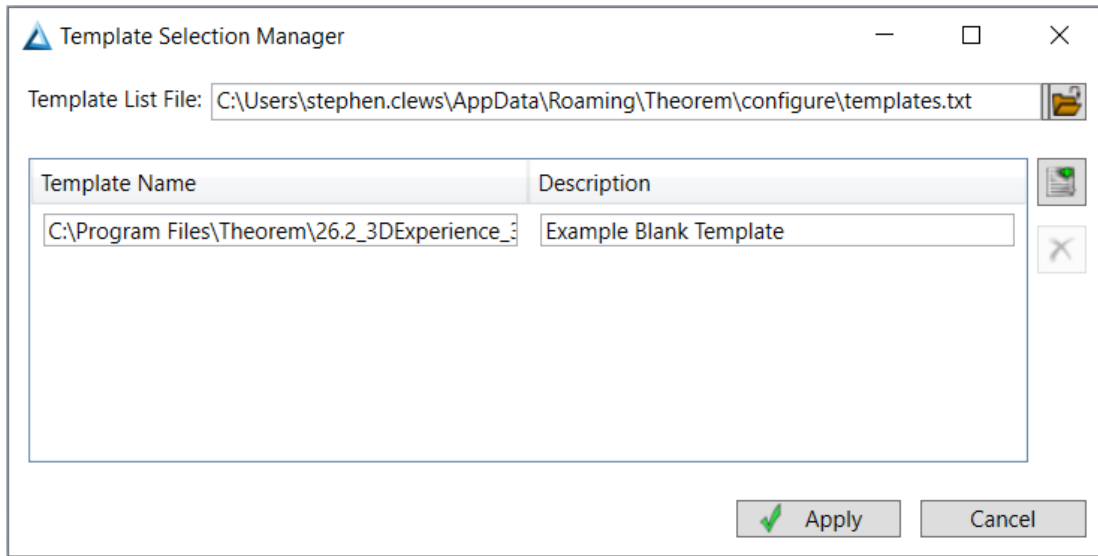 Template Selection Manager
Template List File: C:\Users\stephen.clews\AppData\Roaming\Theorem\configure\templates.txt
Template Name Description
C:\Program Files\Theorem\26.2_3DExperience_ Example Blank Template
Apply Cancel